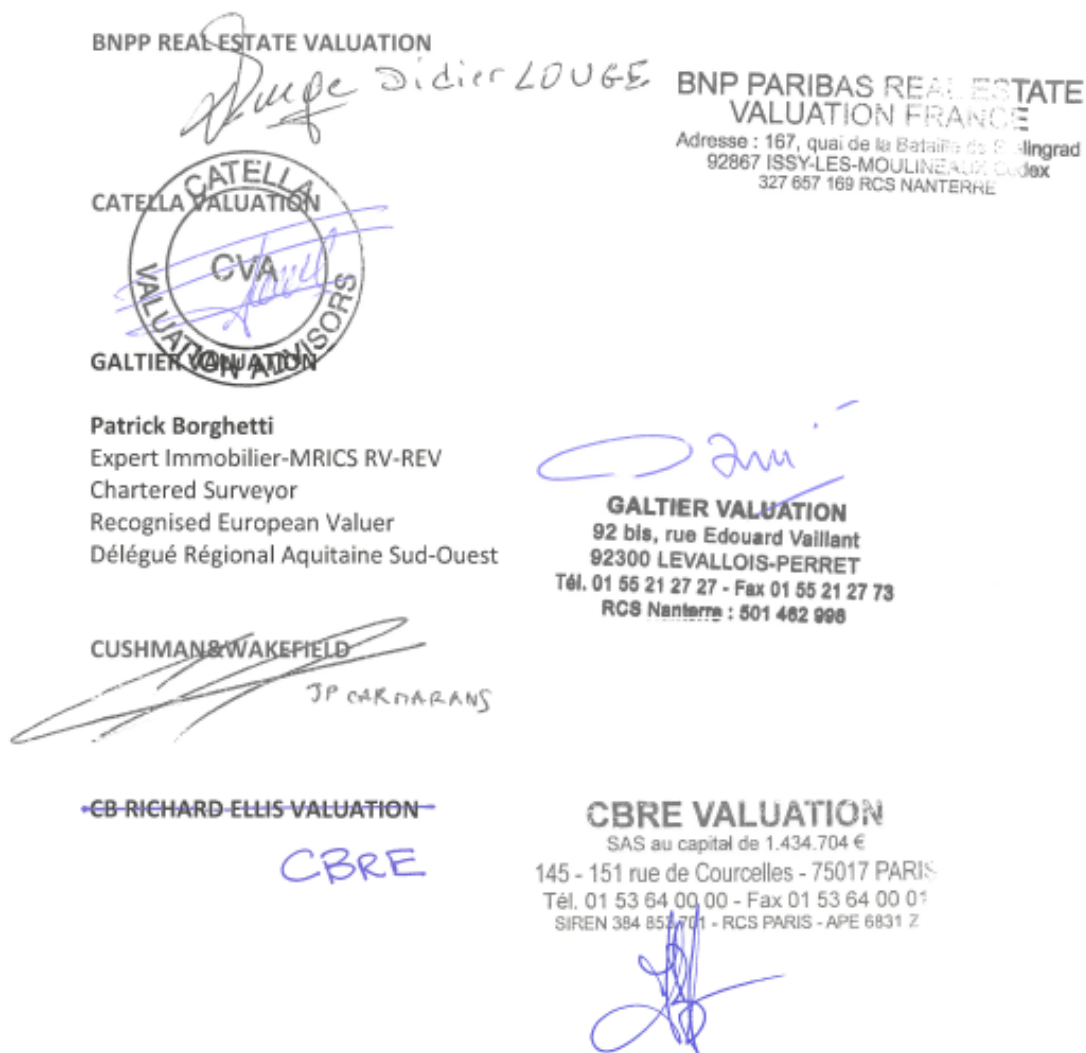 BNPP REAL ESTATE VALUATION
Didier LOUGE
BNP PARIBAS REAL ESTATE
VALUATION FRANCE
Adresse : 167, quai de la Bataille de Stalingrad
92867 ISSY-LES-MOULINEAUX Cedex
327 657 169 RCS NANTERRE
CATELLA VALUATION
CATELLA
CVA
VALUATION ADVISORS
GALTIER VALUATION
Patrick Borghetti
Expert Immobilier-MRICS RV-REV
Chartered Surveyor
Recognised European Valuer
Délégué Régional Aquitaine Sud-Ouest
GALTIER VALUATION
92 bis, rue Edouard Vaillant
92300 LEVALLOIS-PERRET
Tél. 01 55 21 27 27 - Fax 01 55 21 27 73
RCS Nanterre : 501 462 998
CUSHMAN&WAKEFIELD
JP CARMARANS
CB RICHARD ELLIS VALUATION
CBRE
CBRE VALUATION
SAS au capital de 1.434.704 €
145 - 151 rue de Courcelles - 75017 PARIS
Tél. 01 53 64 00 00 - Fax 01 53 64 00 01
SIREN 384 853 701 - RCS PARIS - APE 6831 Z